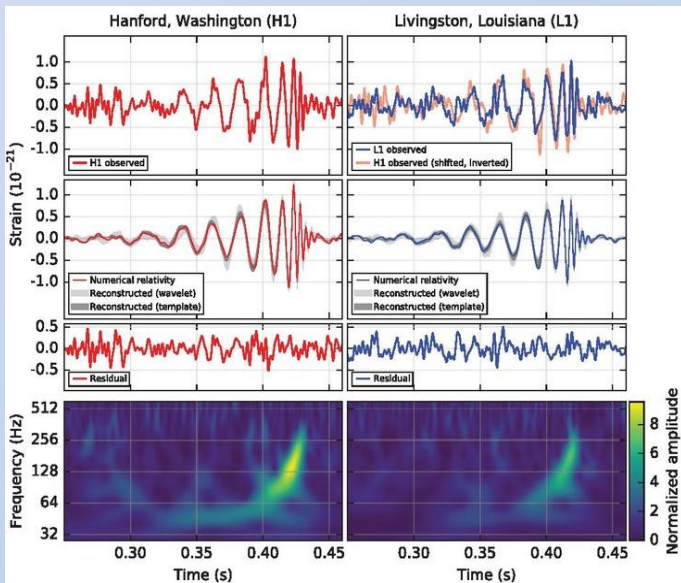 Hanford, Washington (H1)
Livingston, Louisiana (L1)
Strain (10⁻²¹)
1.0
0.5
0.0
-0.5
-1.0
H1 observed
L1 observed
H1 observed (shifted, inverted)
1.0
0.5
0.0
-0.5
-1.0
Numerical relativity
Reconstructed (wavelet)
Reconstructed (template)
Numerical relativity
Reconstructed (wavelet)
Reconstructed (template)
0.5
0.0
-0.5
Residual
Residual
Frequency (Hz)
512
256
128
64
32
0.30
0.35
0.40
0.45
Time (s)
0.30
0.35
0.40
0.45
Time (s)
8
6
4
2
0
Normalized amplitude